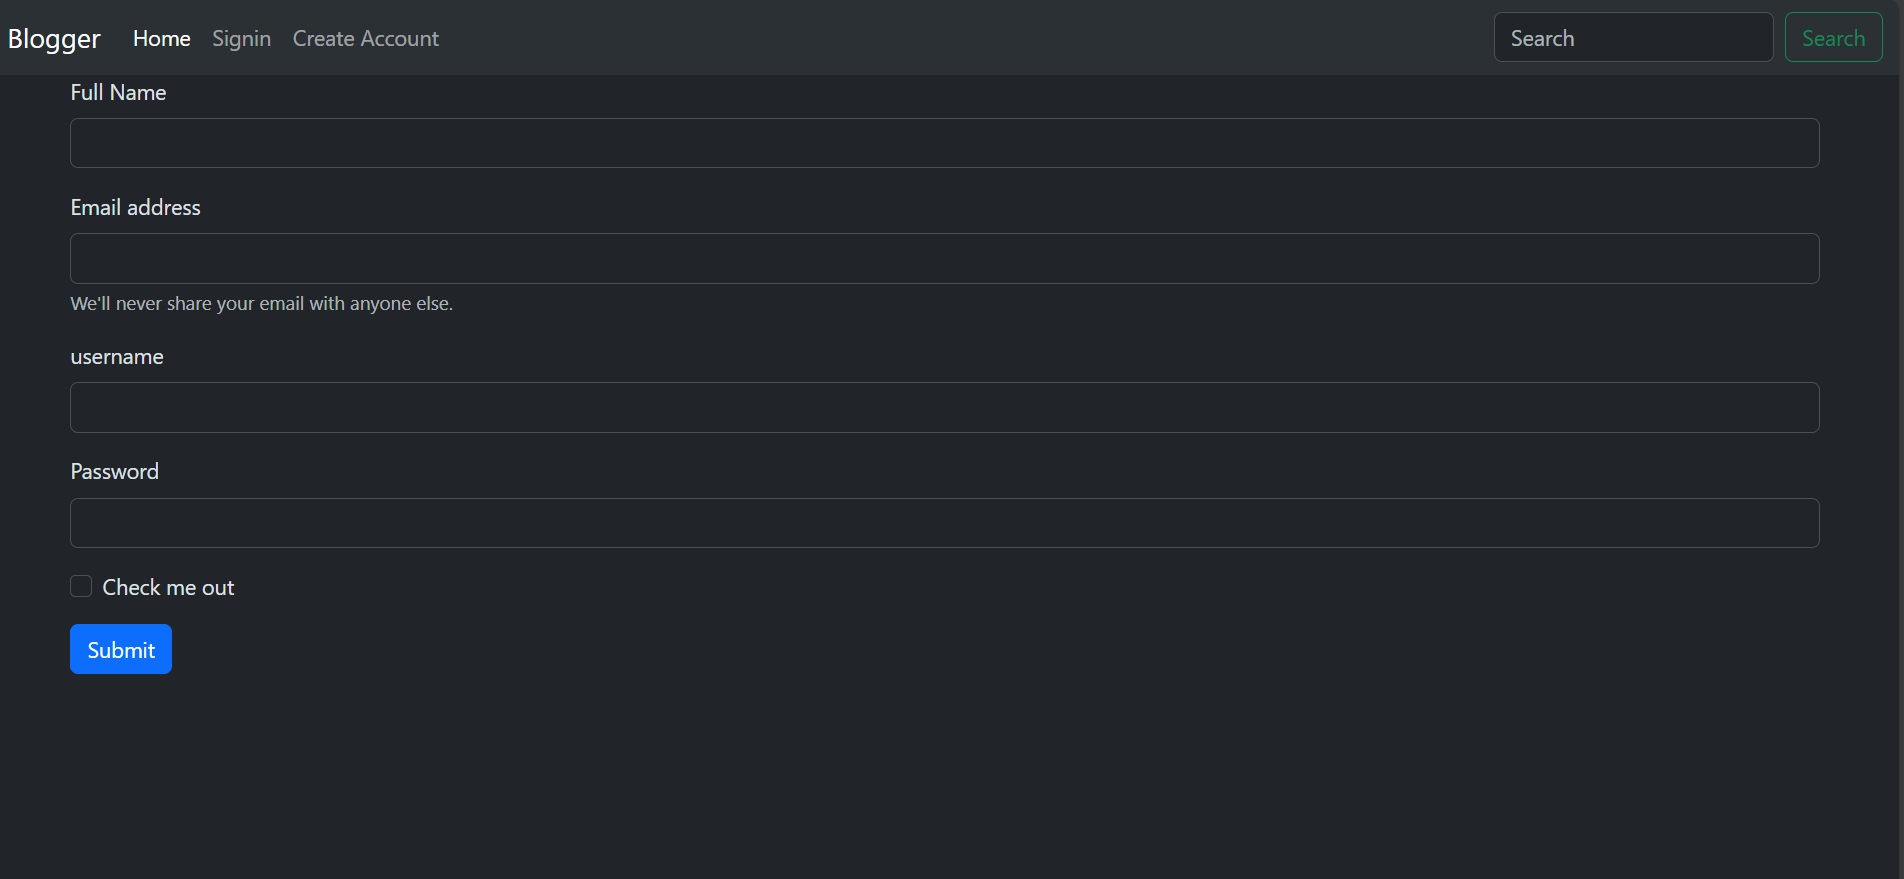 Blogger Home Signin Create Account Search Search
Full Name
Email address
We'll never share your email with anyone else.
username
Password
Check me out
Submit